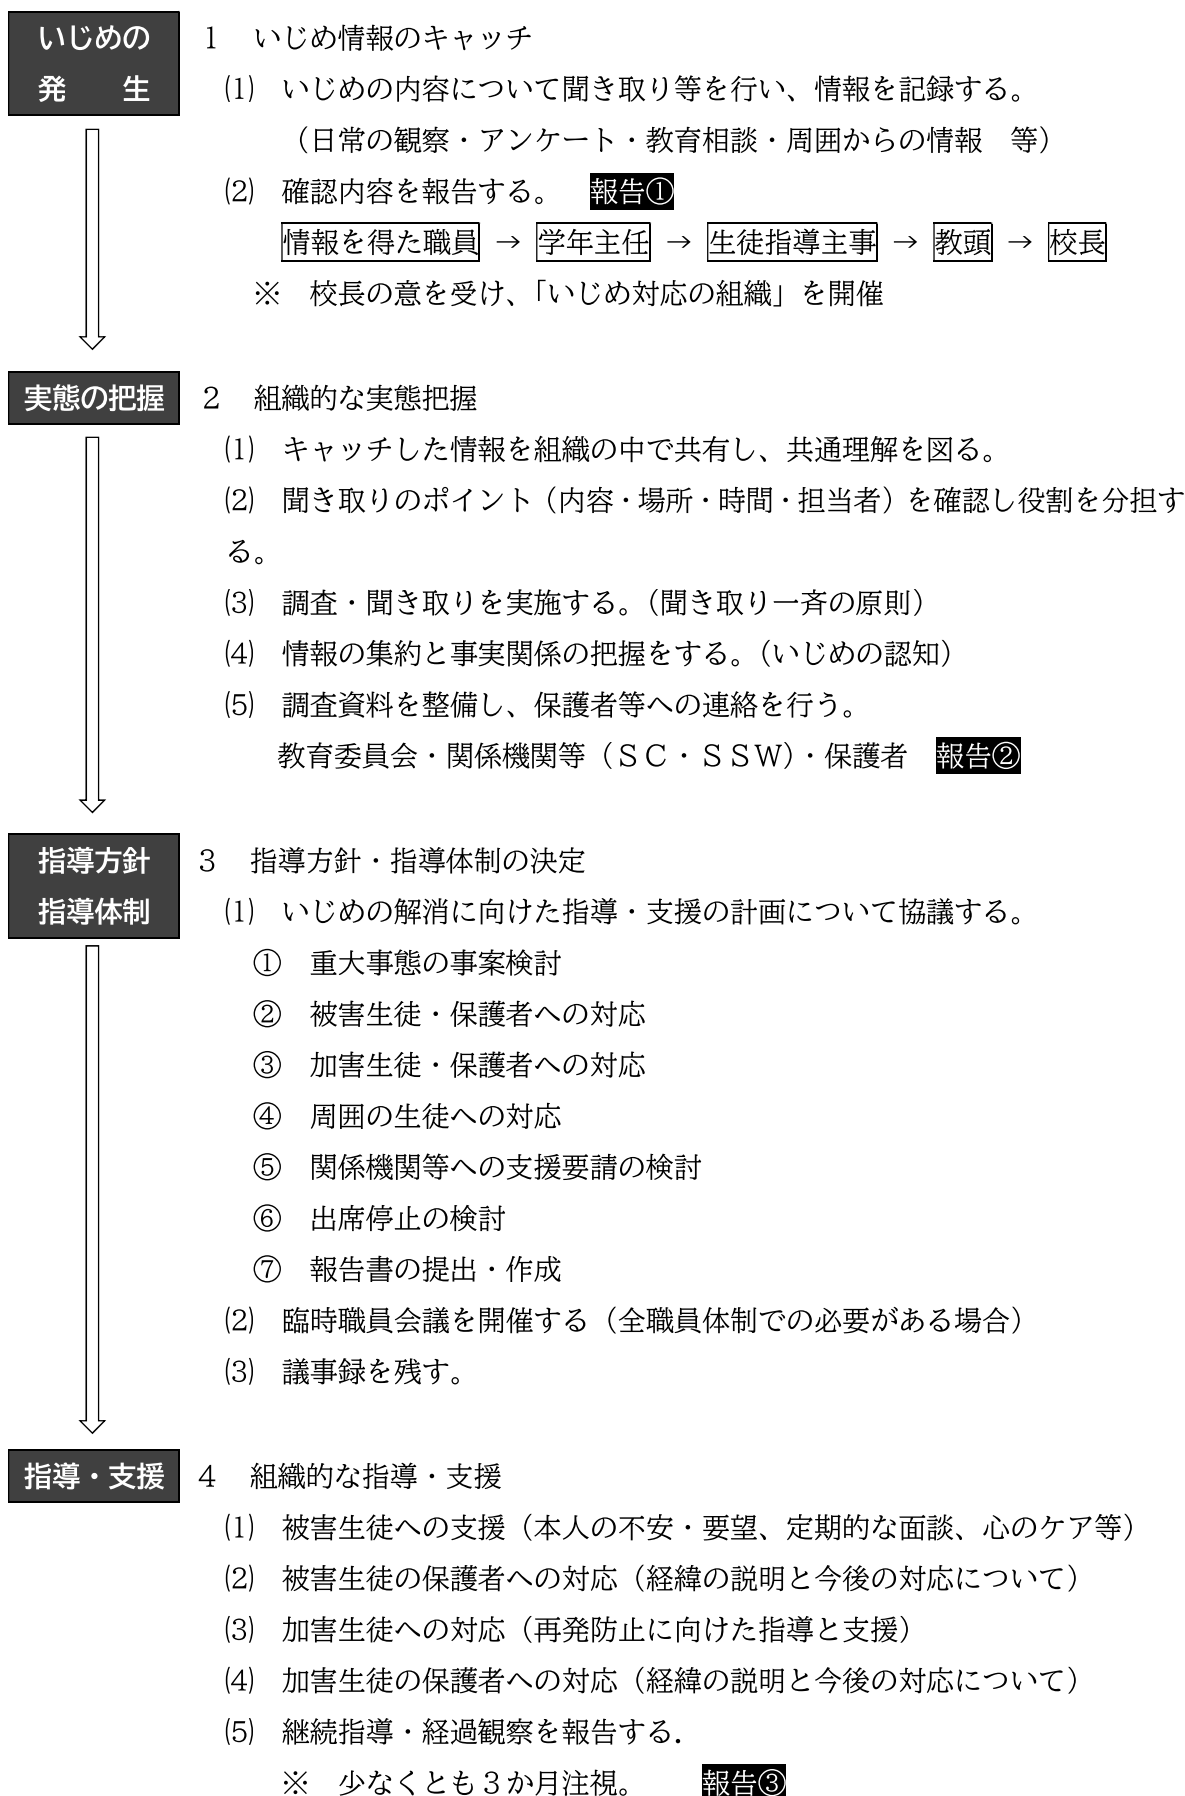 いじめの
発　　生
１　いじめ情報のキャッチ
⑴　いじめの内容について聞き取り等を行い、情報を記録する。
（日常の観察・アンケート・教育相談・周囲からの情報　等）
⑵　確認内容を報告する。　報告①
情報を得た職員 → 学年主任 → 生徒指導主事 → 教頭 → 校長
※　校長の意を受け、「いじめ対応の組織」を開催
実態の把握
２　組織的な実態把握
⑴　キャッチした情報を組織の中で共有し、共通理解を図る。
⑵　聞き取りのポイント（内容・場所・時間・担当者）を確認し役割を分担す
る。
⑶　調査・聞き取りを実施する。（聞き取り一斉の原則）
⑷　情報の集約と事実関係の把握をする。（いじめの認知）
⑸　調査資料を整備し、保護者等への連絡を行う。
教育委員会・関係機関等（ＳＣ・ＳＳＷ）・保護者　報告②
指導方針
指導体制
３　指導方針・指導体制の決定
⑴　いじめの解消に向けた指導・支援の計画について協議する。
①　重大事態の事案検討
②　被害生徒・保護者への対応
③　加害生徒・保護者への対応
④　周囲の生徒への対応
⑤　関係機関等への支援要請の検討
⑥　出席停止の検討
⑦　報告書の提出・作成
⑵　臨時職員会議を開催する（全職員体制での必要がある場合）
⑶　議事録を残す。
指導・支援
４　組織的な指導・支援
⑴　被害生徒への支援（本人の不安・要望、定期的な面談、心のケア等）
⑵　被害生徒の保護者への対応（経緯の説明と今後の対応について）
⑶　加害生徒への対応（再発防止に向けた指導と支援）
⑷　加害生徒の保護者への対応（経緯の説明と今後の対応について）
⑸　継続指導・経過観察を報告する．
※　少なくとも３か月注視。　　報告③